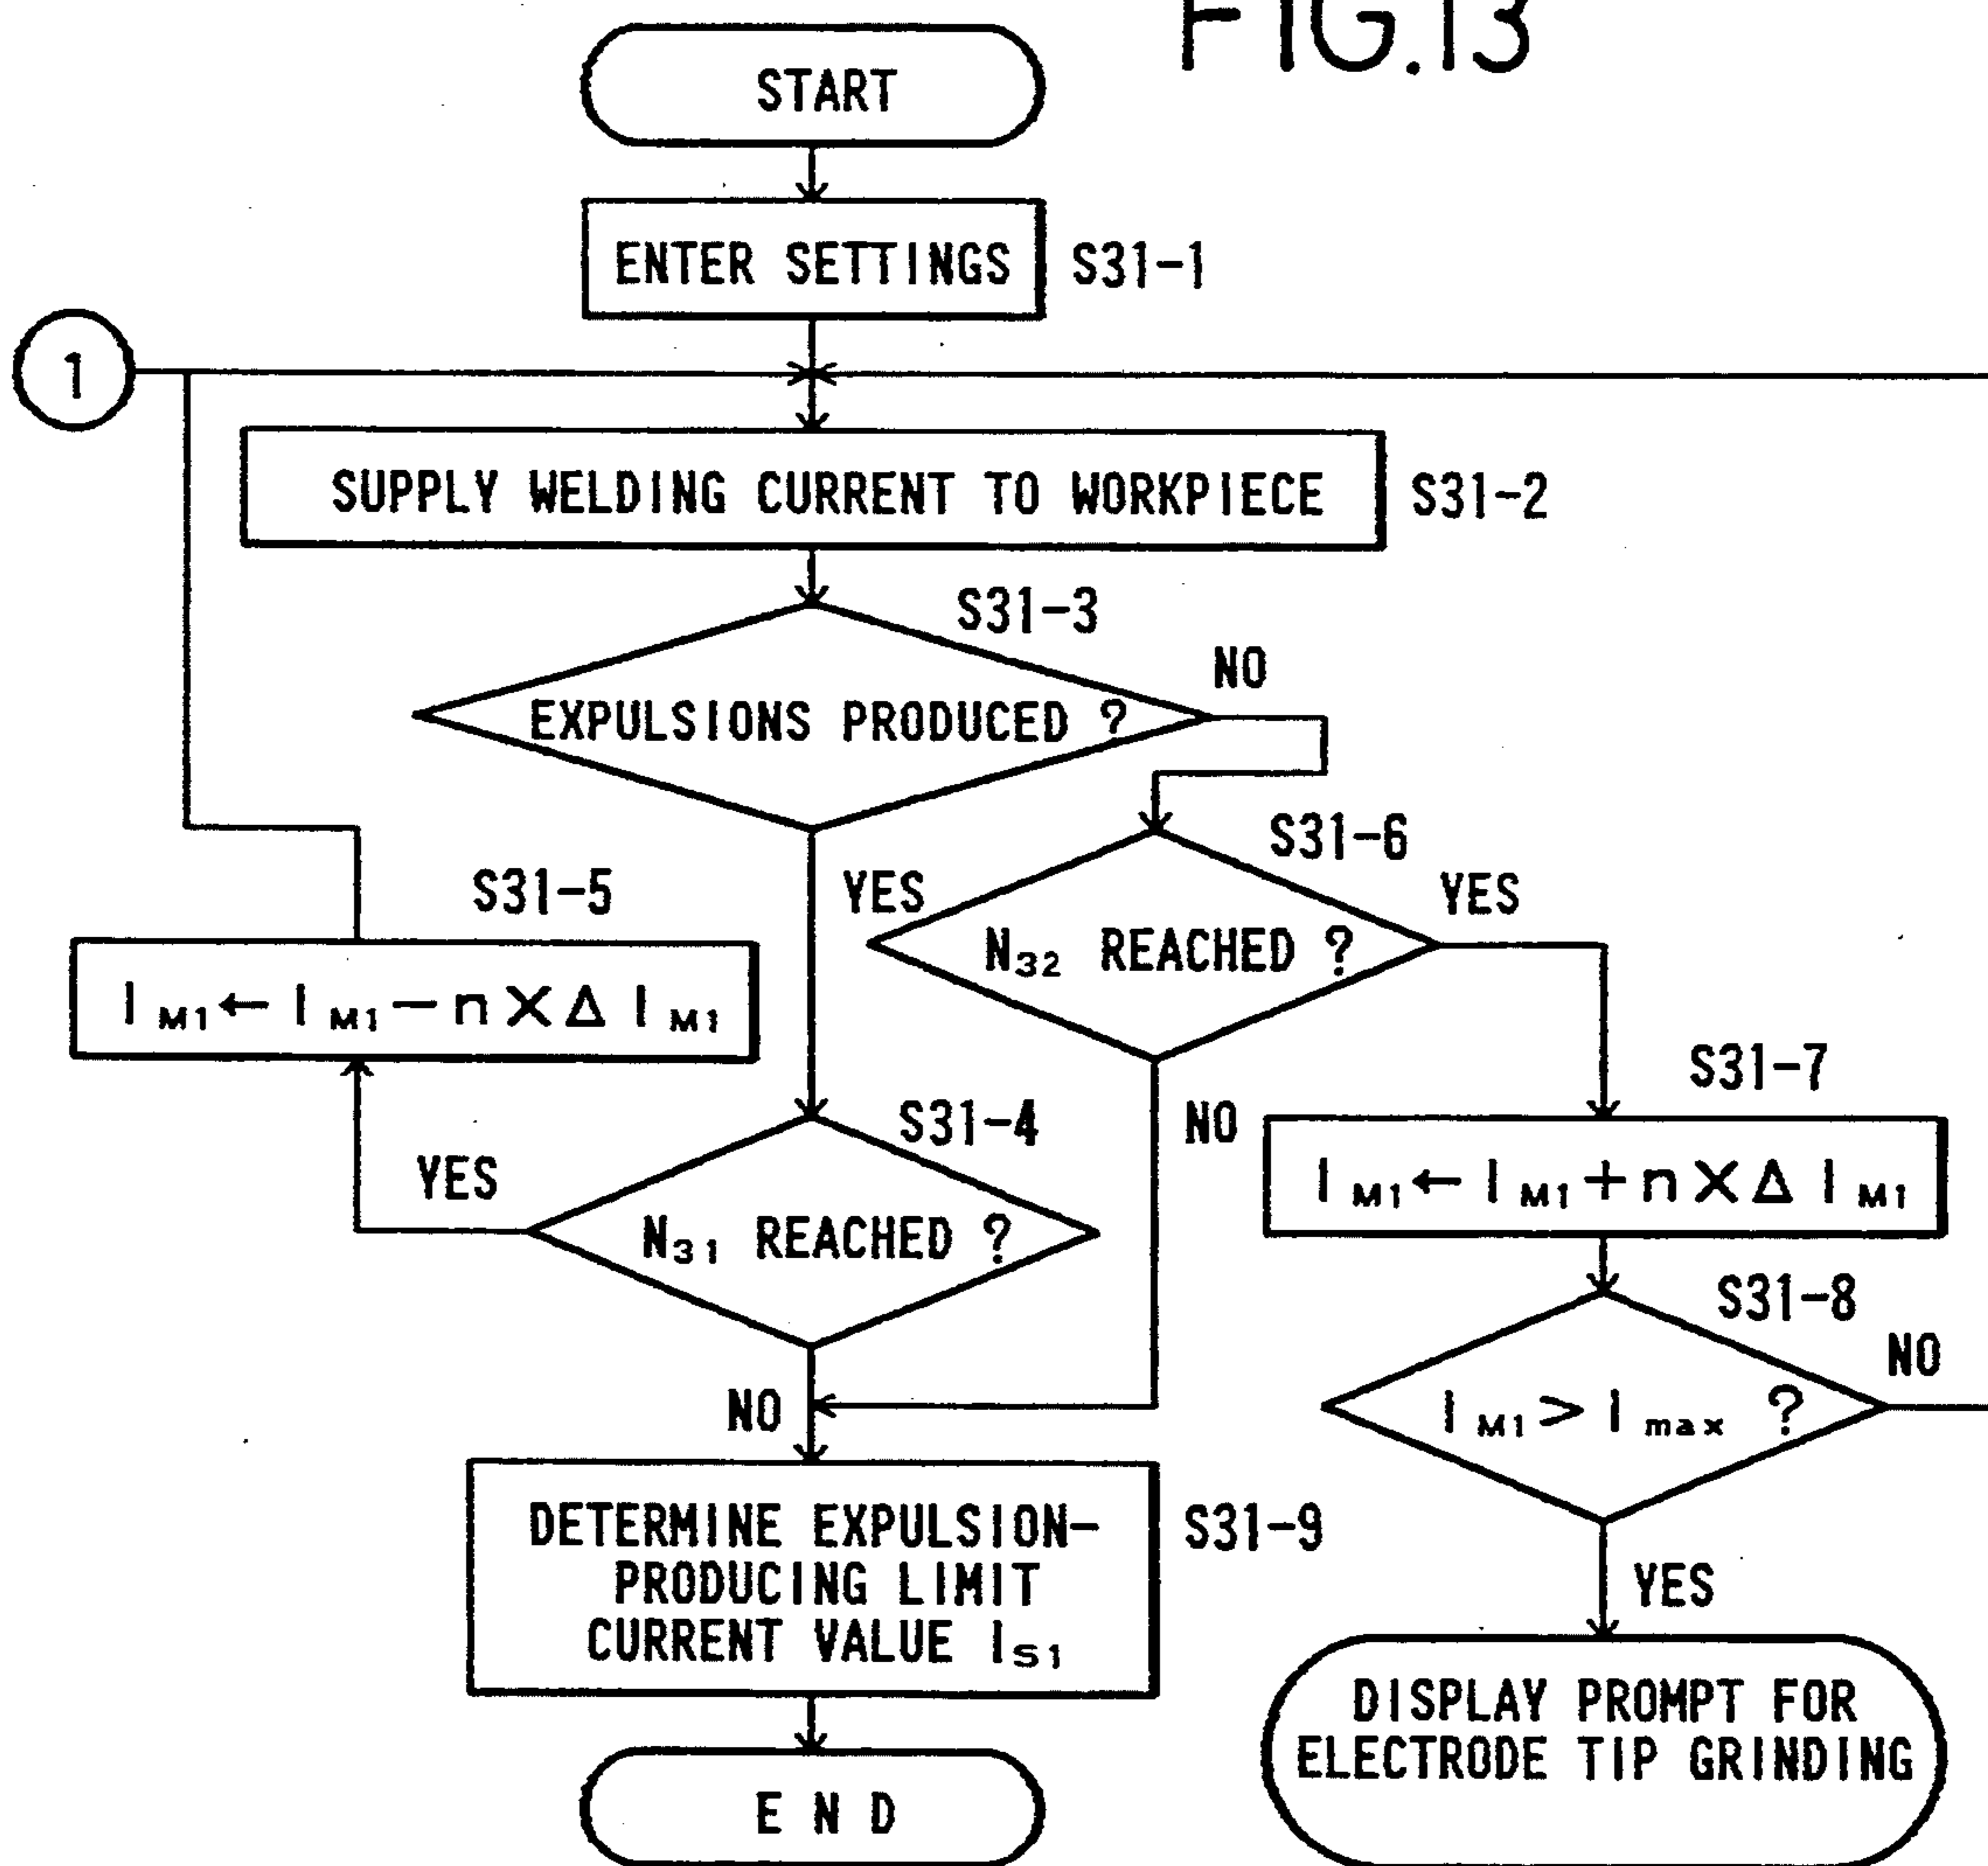 FIG.13
START
ENTER SETTINGS
S31-1
1
SUPPLY WELDING CURRENT TO WORKPIECE
S31-2
S31-3
EXPULSIONS PRODUCED ?
NO
YES
S31-6
N32 REACHED ?
YES
NO
S31-5
IM1←IM1−n×ΔIM1
S31-4
YES
N31 REACHED ?
NO
S31-7
IM1←IM1+n×ΔIM1
S31-8
IM1>Imax ?
NO
YES
DETERMINE EXPULSION-
PRODUCING LIMIT
CURRENT VALUE IS1
S31-9
DISPLAY PROMPT FOR
ELECTRODE TIP GRINDING
END